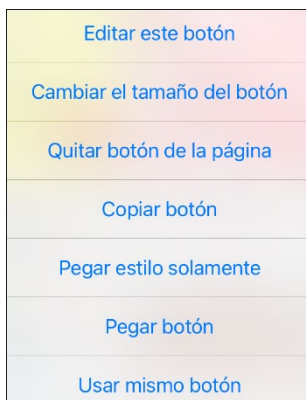 Editar este botón
Cambiar el tamaño del botón
Quitar botón de la página
Copiar botón
Pegar estilo solamente
Pegar botón
Usar mismo botón